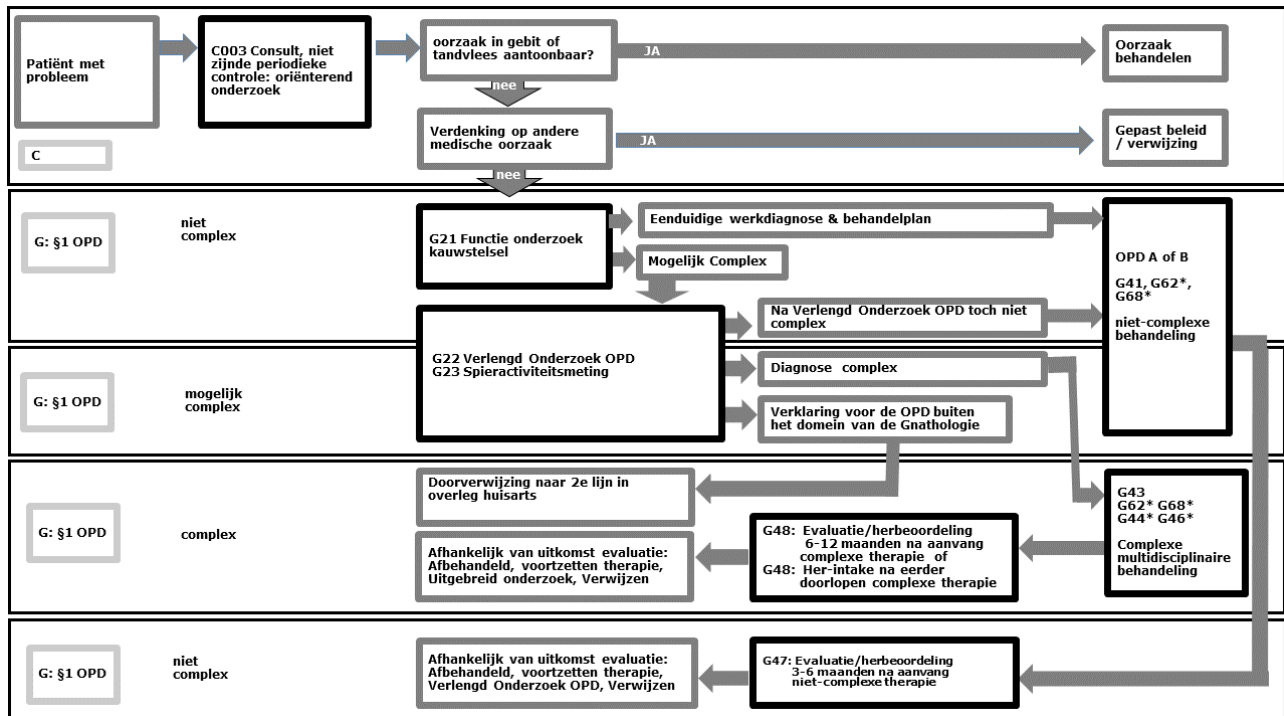 Patiënt met
probleem
C003 Consult, niet
zijnde periodieke
controle: oriënterend
onderzoek
oorzaak in gebit of
tandvlees aantoonbaar?
JA
Oorzaak
behandelen
nee
Verdenking op andere
medische oorzaak
JA
Gepast beleid
/ verwijzing
C
nee
G: §1 OPD
niet
complex
G21 Functie onderzoek
kauwstelsel
Eenduidige werkdiagnose & behandelplan
Mogelijk Complex
OPD A of B
G41, G62*,
G68*
niet-complexe
behandeling
Na Verlengd Onderzoek OPD toch niet
complex
G: §1 OPD
mogelijk
complex
G22 Verlengd Onderzoek OPD
G23 Spieractiviteitsmeting
Diagnose complex
Verklaring voor de OPD buiten
het domein van de Gnathologie
G: §1 OPD
complex
Doorverwijzing naar 2e lijn in
overleg huisarts
G43
G62* G68*
G44* G46*
Complexe
multidisciplinaire
behandeling
G48: Evaluatie/herbeoordeling
6-12 maanden na aanvang
complexe therapie of
G48: Her-intake na eerder
doorlopen complexe therapie
Afhankelijk van uitkomst evaluatie:
Afbehandeld, voortzetten therapie,
Uitgebreid onderzoek, Verwijzen
G: §1 OPD
niet
complex
Afhankelijk van uitkomst evaluatie:
Afbehandeld, voortzetten therapie,
Verlengd Onderzoek OPD, Verwijzen
G47: Evaluatie/herbeoordeling
3-6 maanden na aanvang
niet-complexe therapie